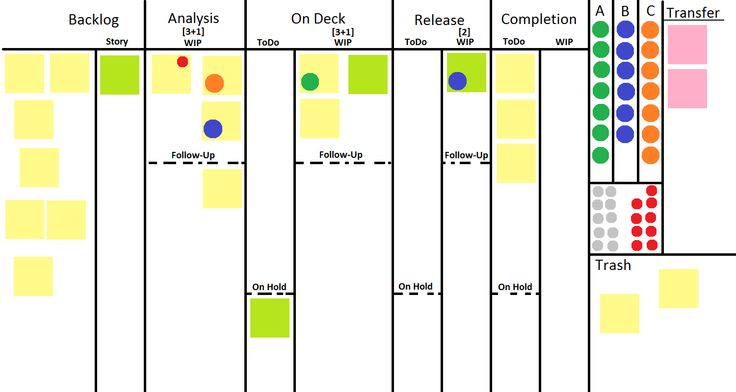 Backlog
Story
Analysis
[3+1]
WIP
On Deck
ToDo
[3+1]
WIP
Release
ToDo
[2]
WIP
Completion
ToDo
WIP
A B C
Transfer
Follow-Up
Follow-Up
Follow-Up
On Hold
On Hold
On Hold
Trash